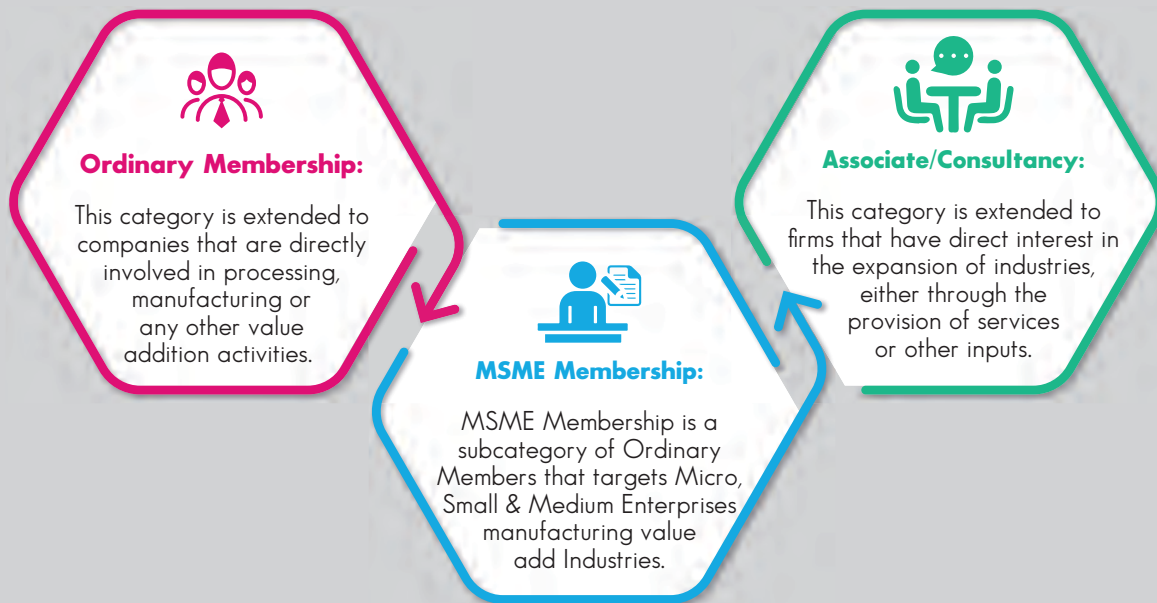 Ordinary Membership:
This category is extended to
companies that are directly
involved in processing,
manufacturing or
any other value
addition activities.
MSME Membership:
MSME Membership is a
subcategory of Ordinary
Members that targets Micro,
Small & Medium Enterprises
manufacturing value
add Industries.
Associate/Consultancy:
This category is extended to
firms that have direct interest in
the expansion of industries,
either through the
provision of services
or other inputs.